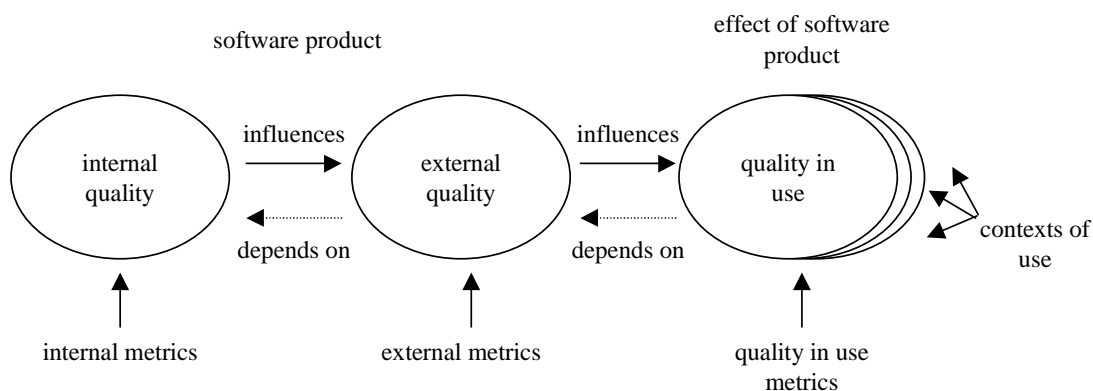 software product
effect of software
product
influences
influences
internal
quality
external
quality
quality in
use
depends on
depends on
contexts of
use
internal metrics
external metrics
quality in use
metrics